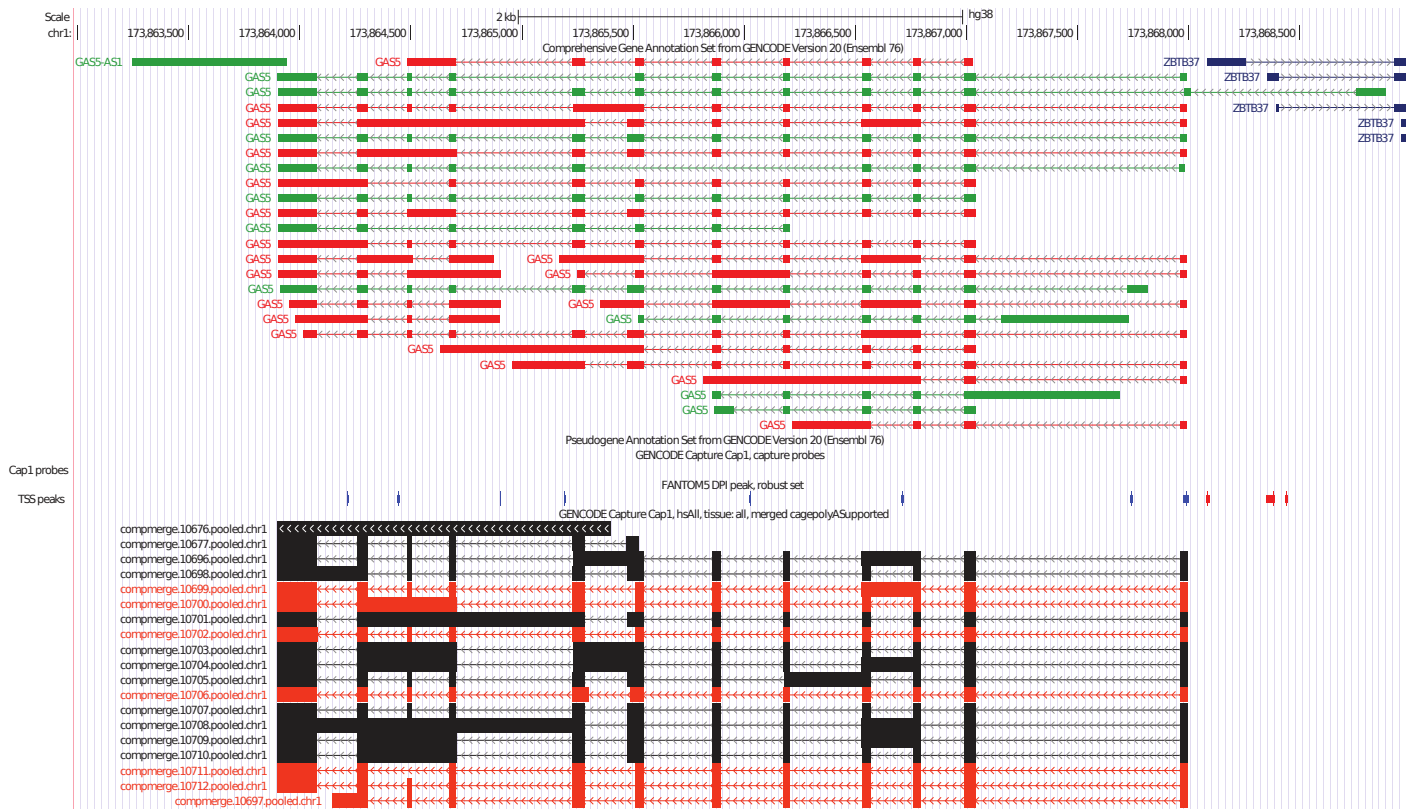 Scale 2 kb hg38
chr1: 173,863,500 173,864,000 173,864,500 173,865,000 173,865,500 173,866,000 173,866,500 173,867,000 173,867,500 173,868,000 173,868,500
Comprehensive Gene Annotation Set from GENCODE Version 20 (Ensembl 76)
GAS5-AS1 GAS5 ZBTB37
GAS5 ZBTB37
GAS5
GAS5 ZBTB37
GAS5 ZBTB37
GAS5 ZBTB37
GAS5
GAS5
GAS5
GAS5
GAS5
GAS5
GAS5
GAS5 GAS5
GAS5 GAS5
GAS5
GAS5 GAS5
GAS5 GAS5
GAS5
GAS5
GAS5
GAS5
GAS5
GAS5
GAS5
Pseudogene Annotation Set from GENCODE Version 20 (Ensembl 76)
GENCODE Capture Cap1, capture probes
Cap1 probes
FANTOM5 DPI peak, robust set
TSS peaks
GENCODE Capture Cap1, hsAll, tissue: all, merged cagepolyASupported
compmerge.10676.pooled.chr1
compmerge.10677.pooled.chr1
compmerge.10696.pooled.chr1
compmerge.10698.pooled.chr1
compmerge.10699.pooled.chr1
compmerge.10700.pooled.chr1
compmerge.10701.pooled.chr1
compmerge.10702.pooled.chr1
compmerge.10703.pooled.chr1
compmerge.10704.pooled.chr1
compmerge.10705.pooled.chr1
compmerge.10706.pooled.chr1
compmerge.10707.pooled.chr1
compmerge.10708.pooled.chr1
compmerge.10709.pooled.chr1
compmerge.10710.pooled.chr1
compmerge.10711.pooled.chr1
compmerge.10712.pooled.chr1
compmerge.10697.pooled.chr1